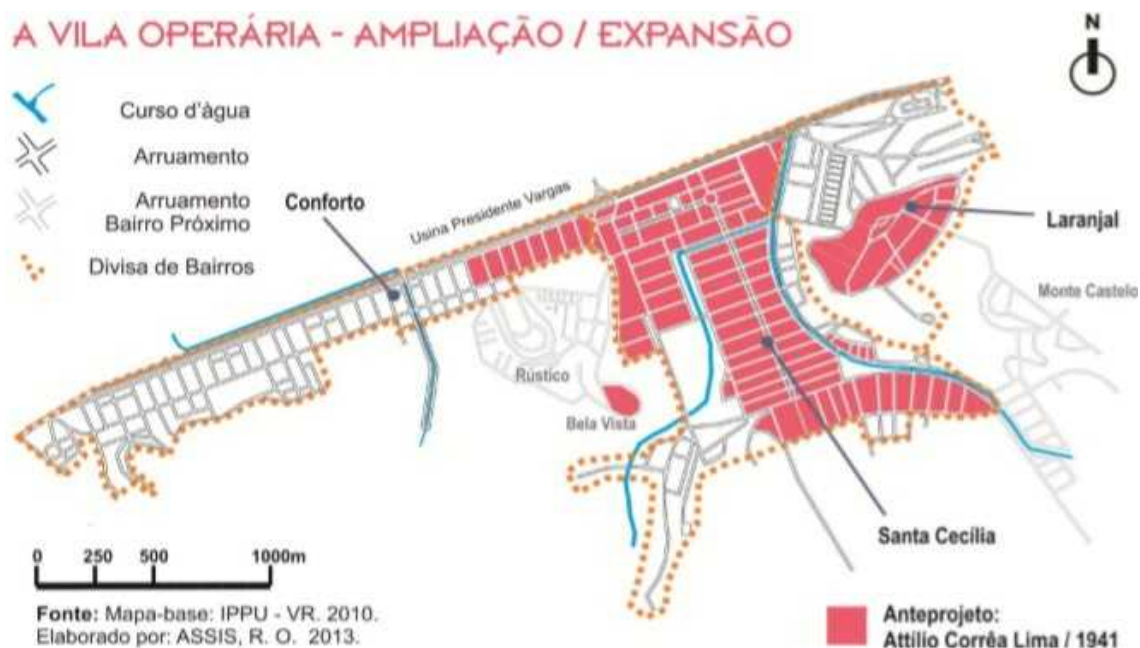 A VILA OPERÁRIA - AMPLIAÇÃO / EXPANSÃO
N
Curso d'àgua
Arruamento
Arruamento
Bairro Próximo
Divisa de Bairros
Conforto
Usina Presidente Vargas
Laranjal
Monte Castelo
Rústico
Bela Vista
Santa Cecília
0 250 500 1000m
Fonte: Mapa-base: IPPU - VR. 2010.
Elaborado por: ASSIS, R. O. 2013.
Anteprojeto:
Attílio Corrêa Lima / 1941